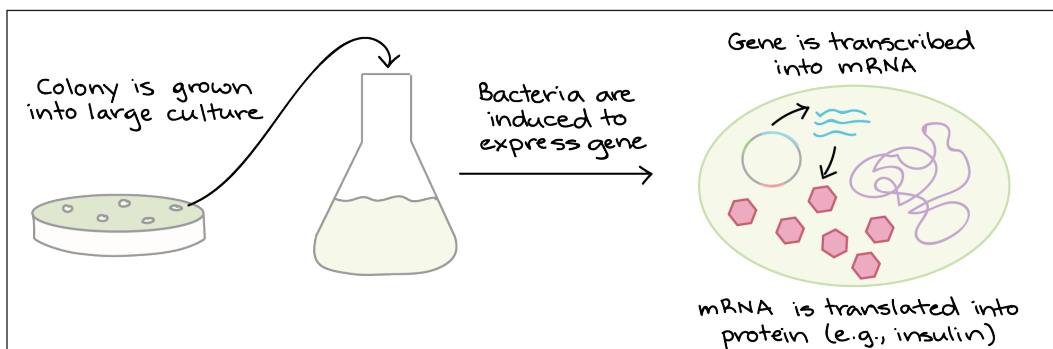 Colony is grown
into large culture
Bacteria are
induced to
express gene
Gene is transcribed
into mRNA
mRNA is translated into
protein (e.g., insulin)